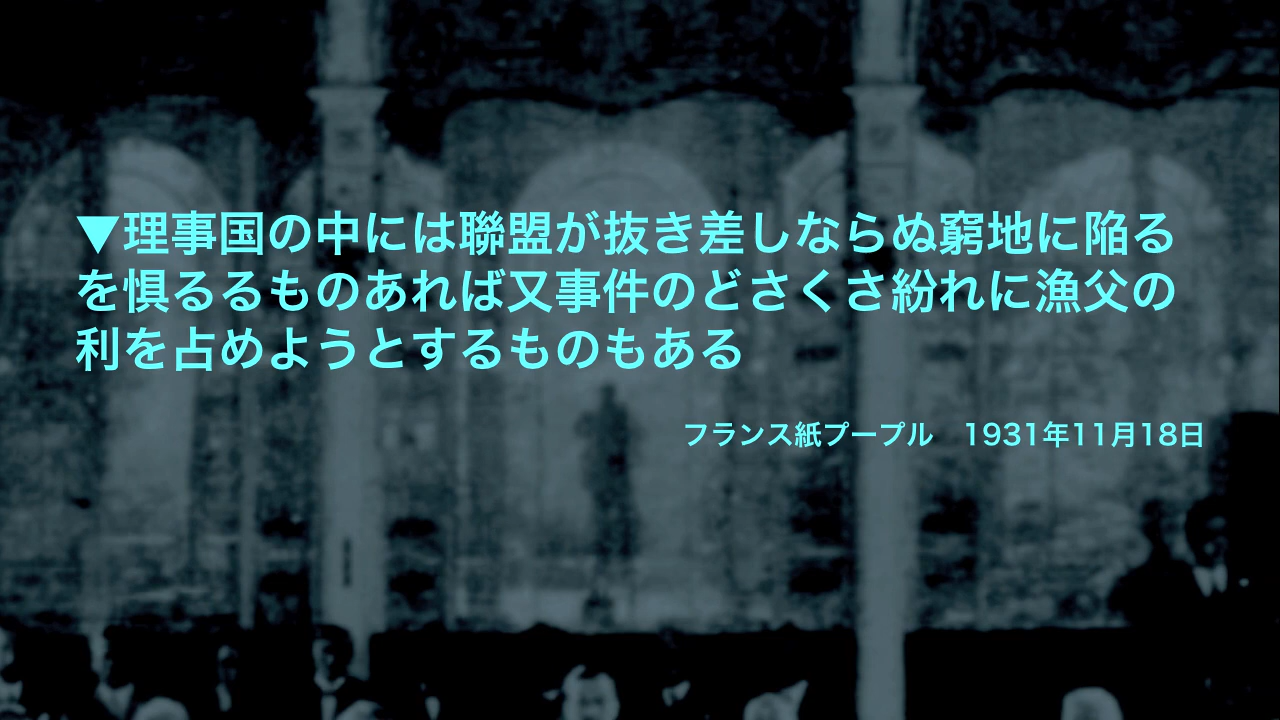 ▼理事国の中には聯盟が抜き差しならぬ窮地に陥る
を惧るるものあれば又事件のどさくさ紛れに漁父の
利を占めようとするものもある
フランス紙プープル　1931年11月18日